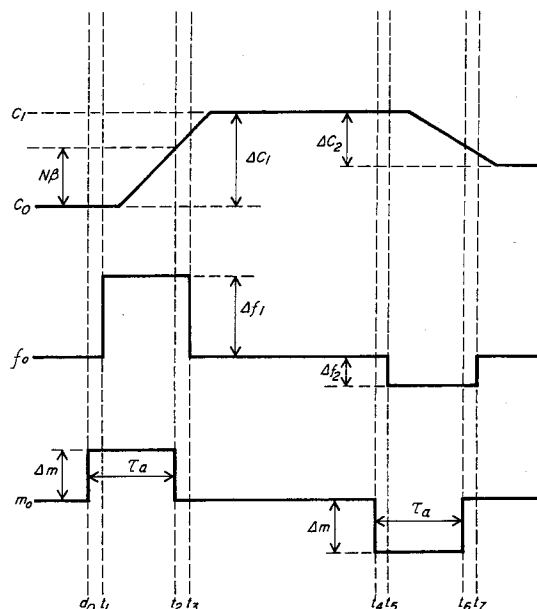 C₁
ΔC₁
ΔC₂
Nβ
C₀
Δf₁
f₀
Δf₂
Δm
τa
m₀
Δm
τa
d₀ t₁ t₂ t₃ t₄ t₅ t₆ t₇